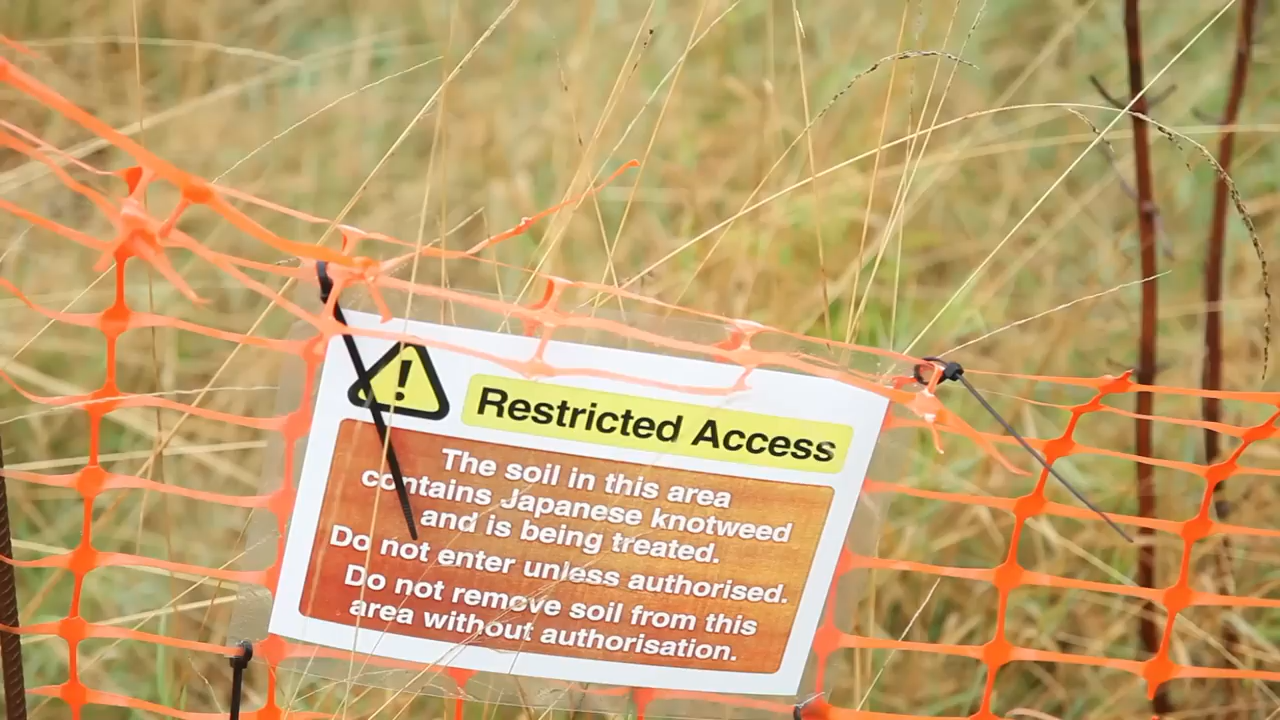 !
Restricted Access
The soil in this area
contains Japanese knotweed
and is being treated.
Do not enter unless authorised.
Do not remove soil from this
area without authorisation.